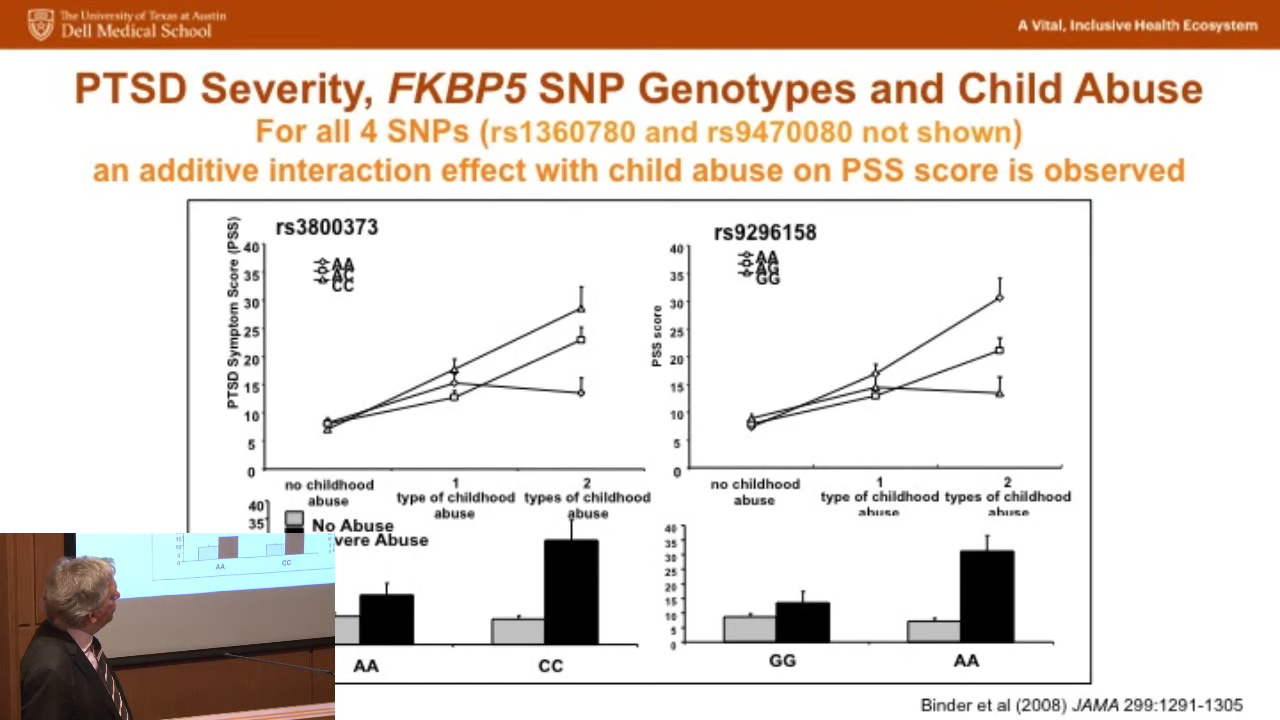 The University of Texas at Austin
Dell Medical School
A Vital, Inclusive Health Ecosystem
PTSD Severity, FKBP5 SNP Genotypes and Child Abuse
For all 4 SNPs (rs1360780 and rs9470080 not shown)
an additive interaction effect with child abuse on PSS score is observed
rs3800373
PTSD Symptom Score (PSS)
40
35
30
25
20
15
10
5
0
AA
AC
CC
no childhood
abuse
1
type of childhood
abuse
2
types of childhood
abuse
rs9296158
PSS score
40
35
30
25
20
15
10
5
0
AA
AG
GG
no childhood
abuse
1
type of childhood
abuse
2
types of childhood
abuse
40
35
No Abuse
vere Abuse
AA
CC
40
35
30
25
20
15
10
5
0
GG
AA
AA
CC
Binder et al (2008) JAMA 299:1291-1305